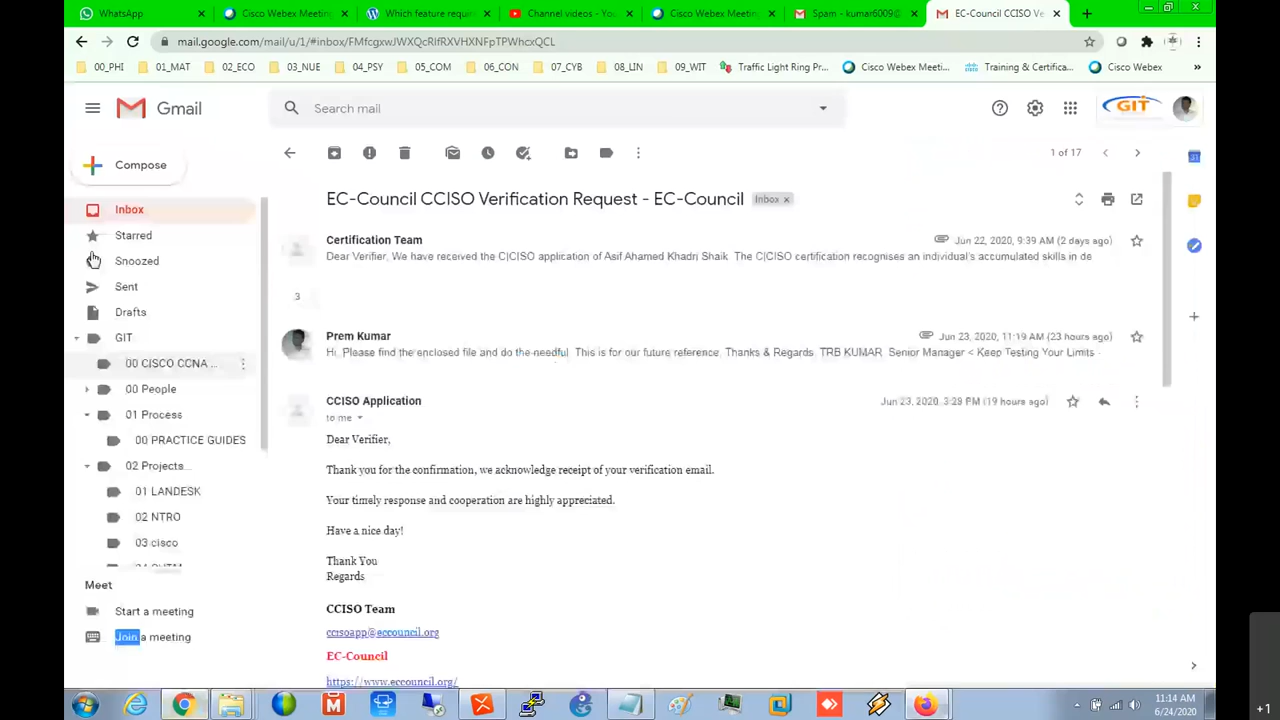 WhatsApp
Cisco Webex Meetin
Which feature requir
Channel videos - You
Cisco Webex Meetin
Spam - kumar6009@
EC-Council CCISO Ve
mail.google.com/mail/u/1/#inbox/
00_PHI
01_MAT
02_ECO
03_NUE
04_PSY
05_COM
06_CON
07_CYB
08_LIN
09_WIT
Traffic Light Ring Pr...
Cisco Webex Meeti...
Training & Certifica...
Cisco Webex
»
Gmail
Search mail
GIT
Compose
1 of 17
Inbox
Starred
Snoozed
Sent
Drafts
GIT
00 CISCO CCNA ...
00 People
01 Process
00 PRACTICE GUIDES
02 Projects...
01 LANDESK
02 NTRO
03 cisco
Meet
Start a meeting
Join a meeting
EC-Council CCISO Verification Request - EC-Council
Inbox x
Certification Team
Jun 22, 2020, 9:39 AM (2 days ago)
Dear Verifier, We have received the C|CISO application of Asif Ahamed Khadri Shaik The C|CISO certification recognises an individual's accumulated skills in de
3
Prem Kumar
Jun 23, 2020, 11:19 AM (23 hours ago)
Hi, Please find the enclosed file and do the needful This is for our future reference, Thanks & Regards TRB KUMAR Senior Manager < Keep Testing Your Limits -
CCISO Application
Jun 23, 2020, 3:29 PM (19 hours ago)
to me
Dear Verifier,
Thank you for the confirmation, we acknowledge receipt of your verification email.
Your timely response and cooperation are highly appreciated.
Have a nice day!
Thank You
Regards
CCISO Team
ccisoapp@eccouncil.org
EC-Council
https://www.eccouncil.org/
11:14 AM
6/24/2020
+1